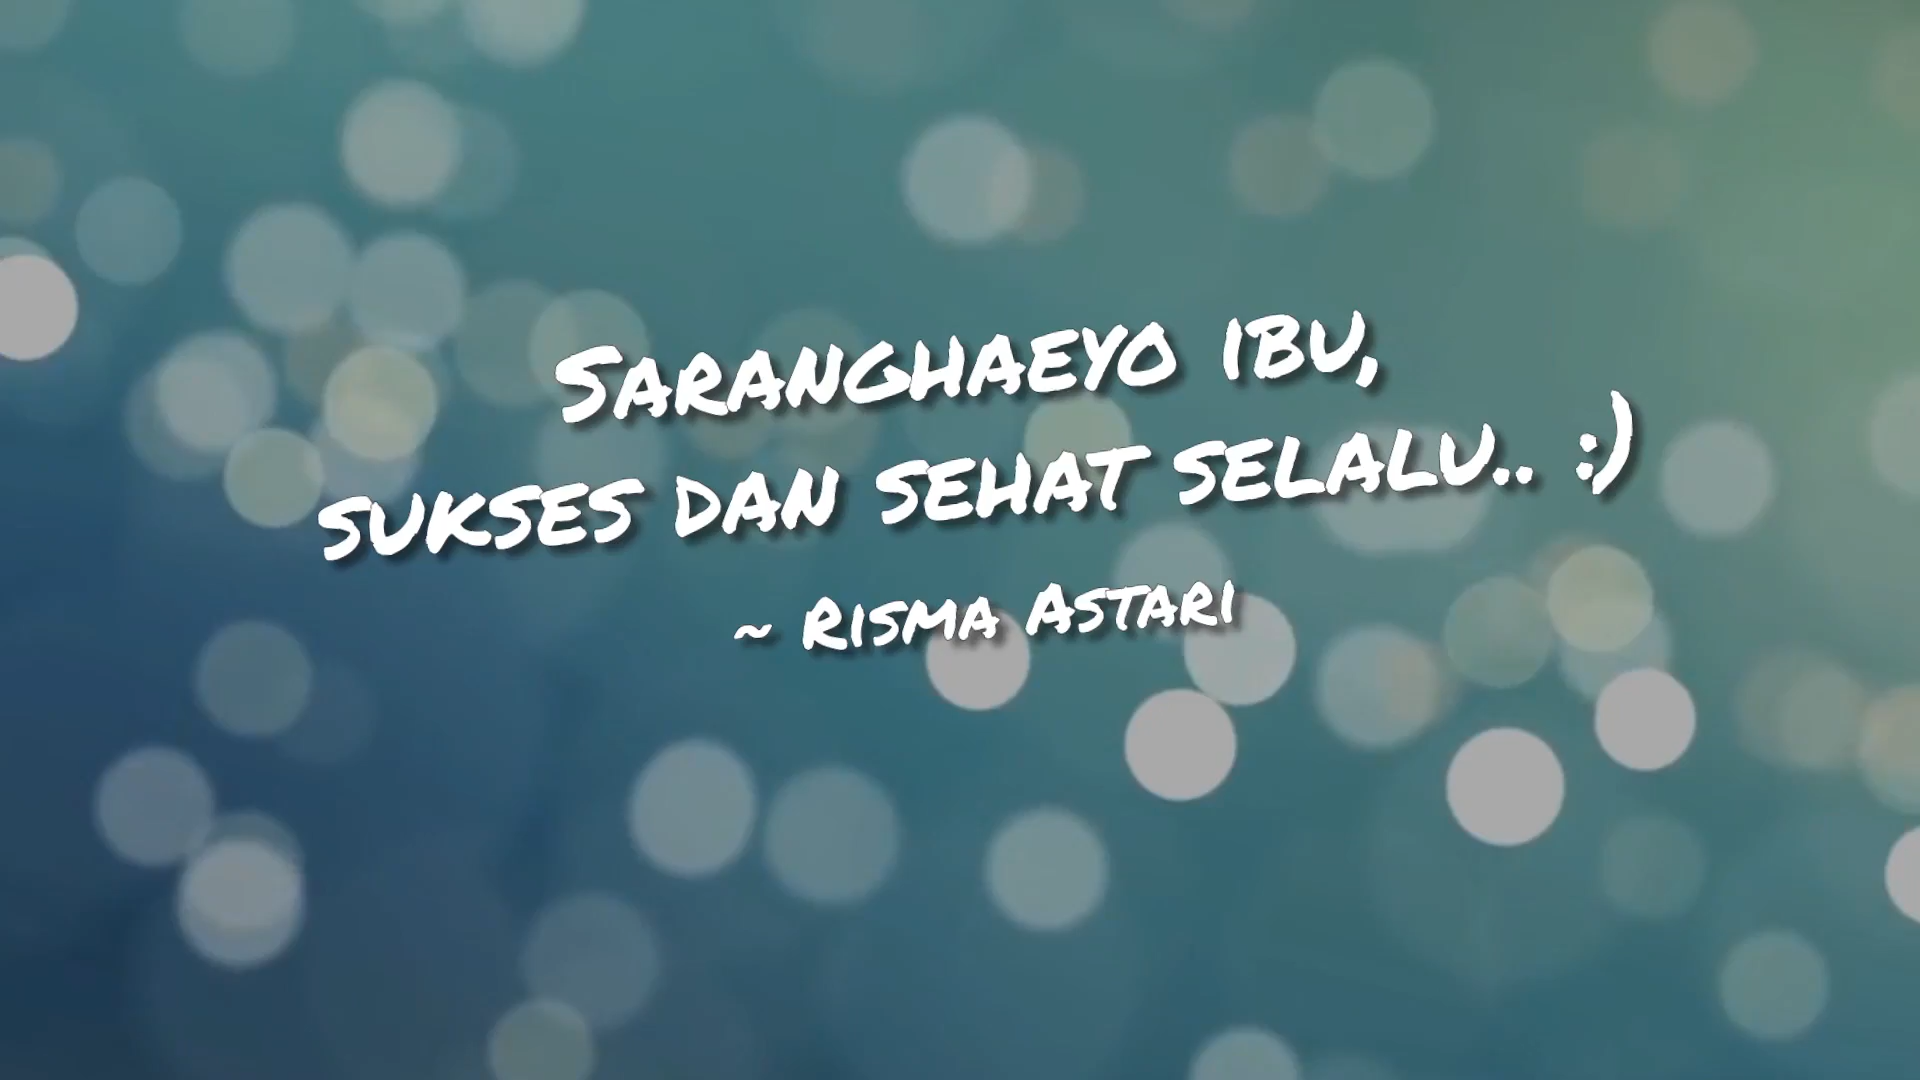 Saranghaeyo ibu,
sukses dan sehat selalu.. :)
~ Risma Astari